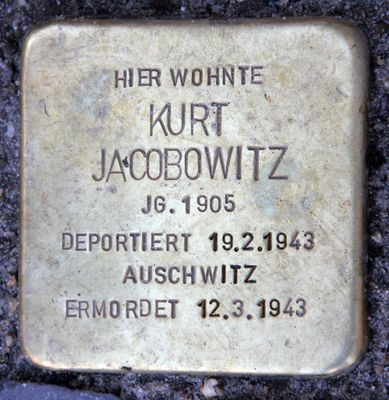 HIER WOHNTE
KURT
JACOBOWITZ
JG. 1905
DEPORTIERT 19.2.1943
AUSCHWITZ
ERMORDET 12.3.1943